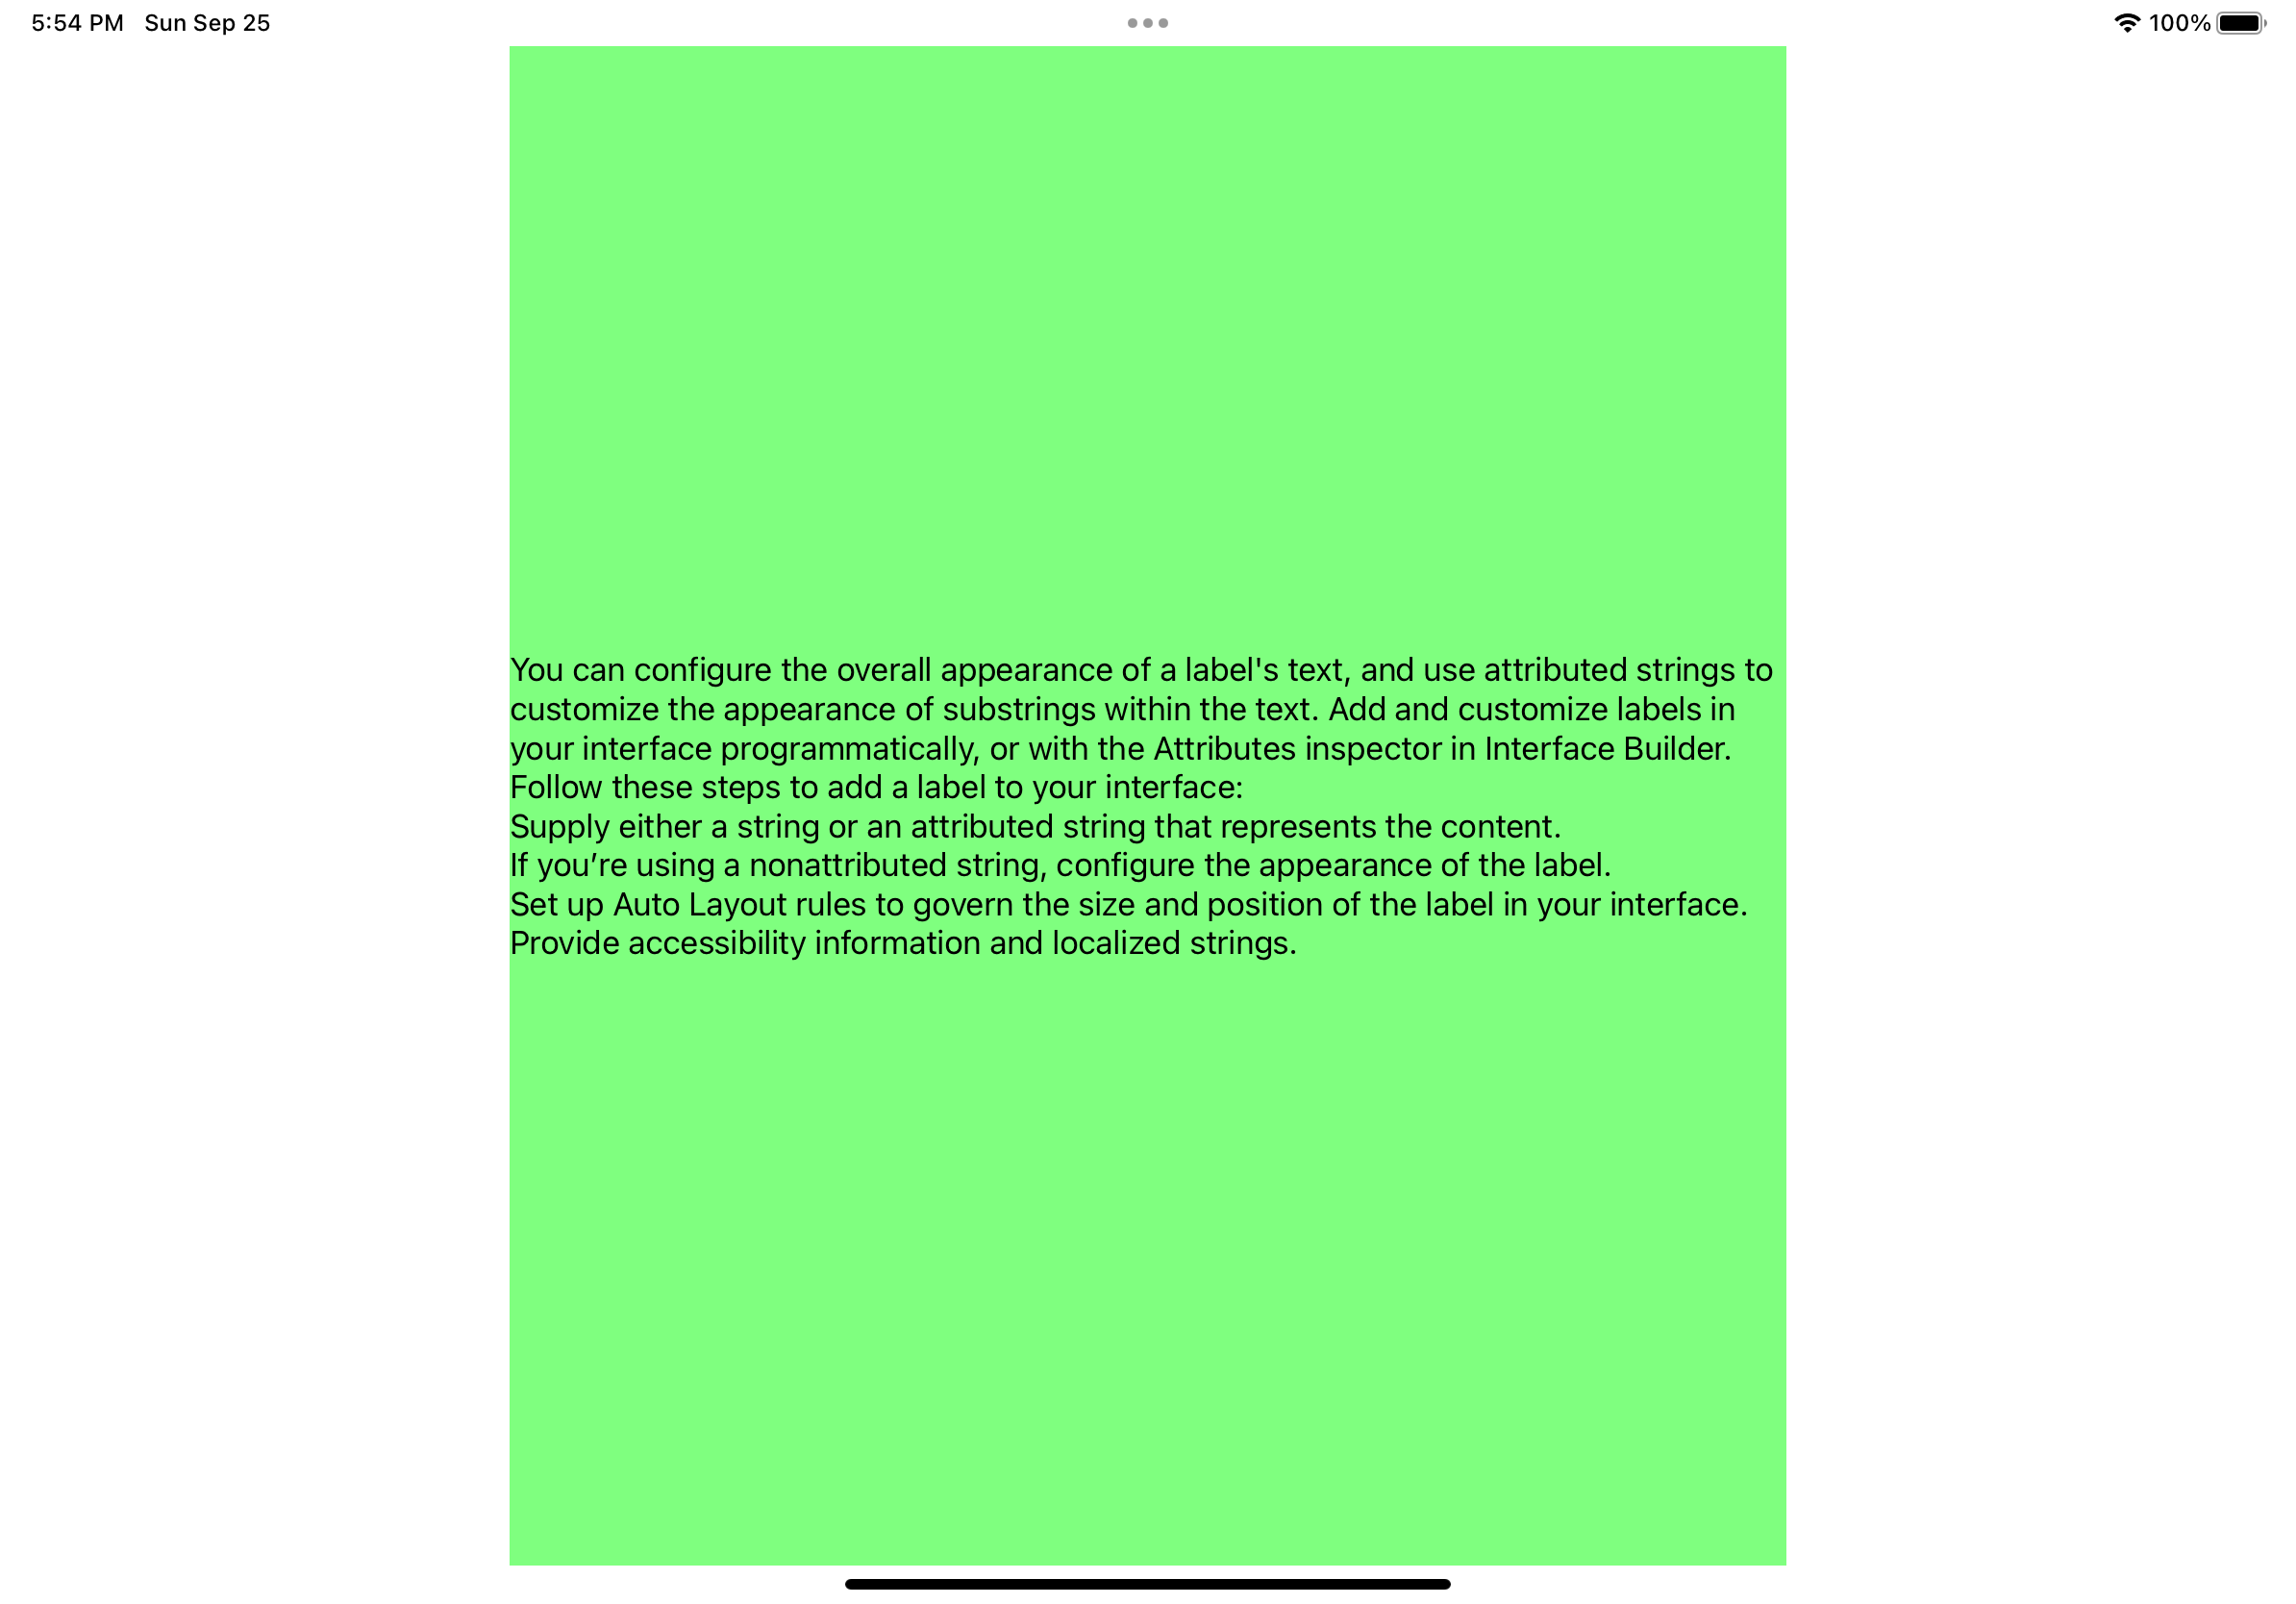 5:54 PM Sun Sep 25
100%
You can configure the overall appearance of a label's text, and use attributed strings to
customize the appearance of substrings within the text. Add and customize labels in
your interface programmatically, or with the Attributes inspector in Interface Builder.
Follow these steps to add a label to your interface:
Supply either a string or an attributed string that represents the content.
If you’re using a nonattributed string, configure the appearance of the label.
Set up Auto Layout rules to govern the size and position of the label in your interface.
Provide accessibility information and localized strings.